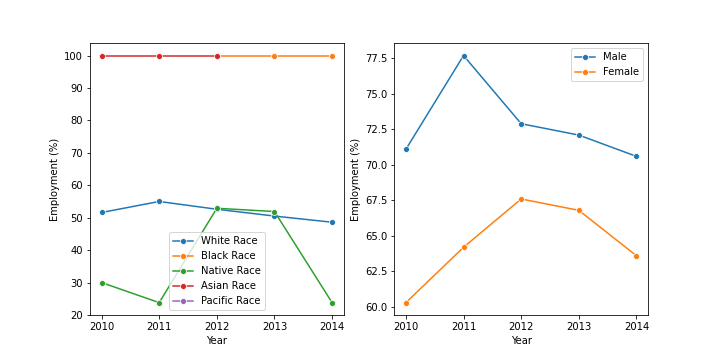 100
90
80
70
60
50
40
30
20
Employment (%)
2010 2011 2012 2013 2014
Year
White Race
Black Race
Native Race
Asian Race
Pacific Race
77.5
75.0
72.5
70.0
67.5
65.0
62.5
60.0
Employment (%)
2010 2011 2012 2013 2014
Year
Male
Female